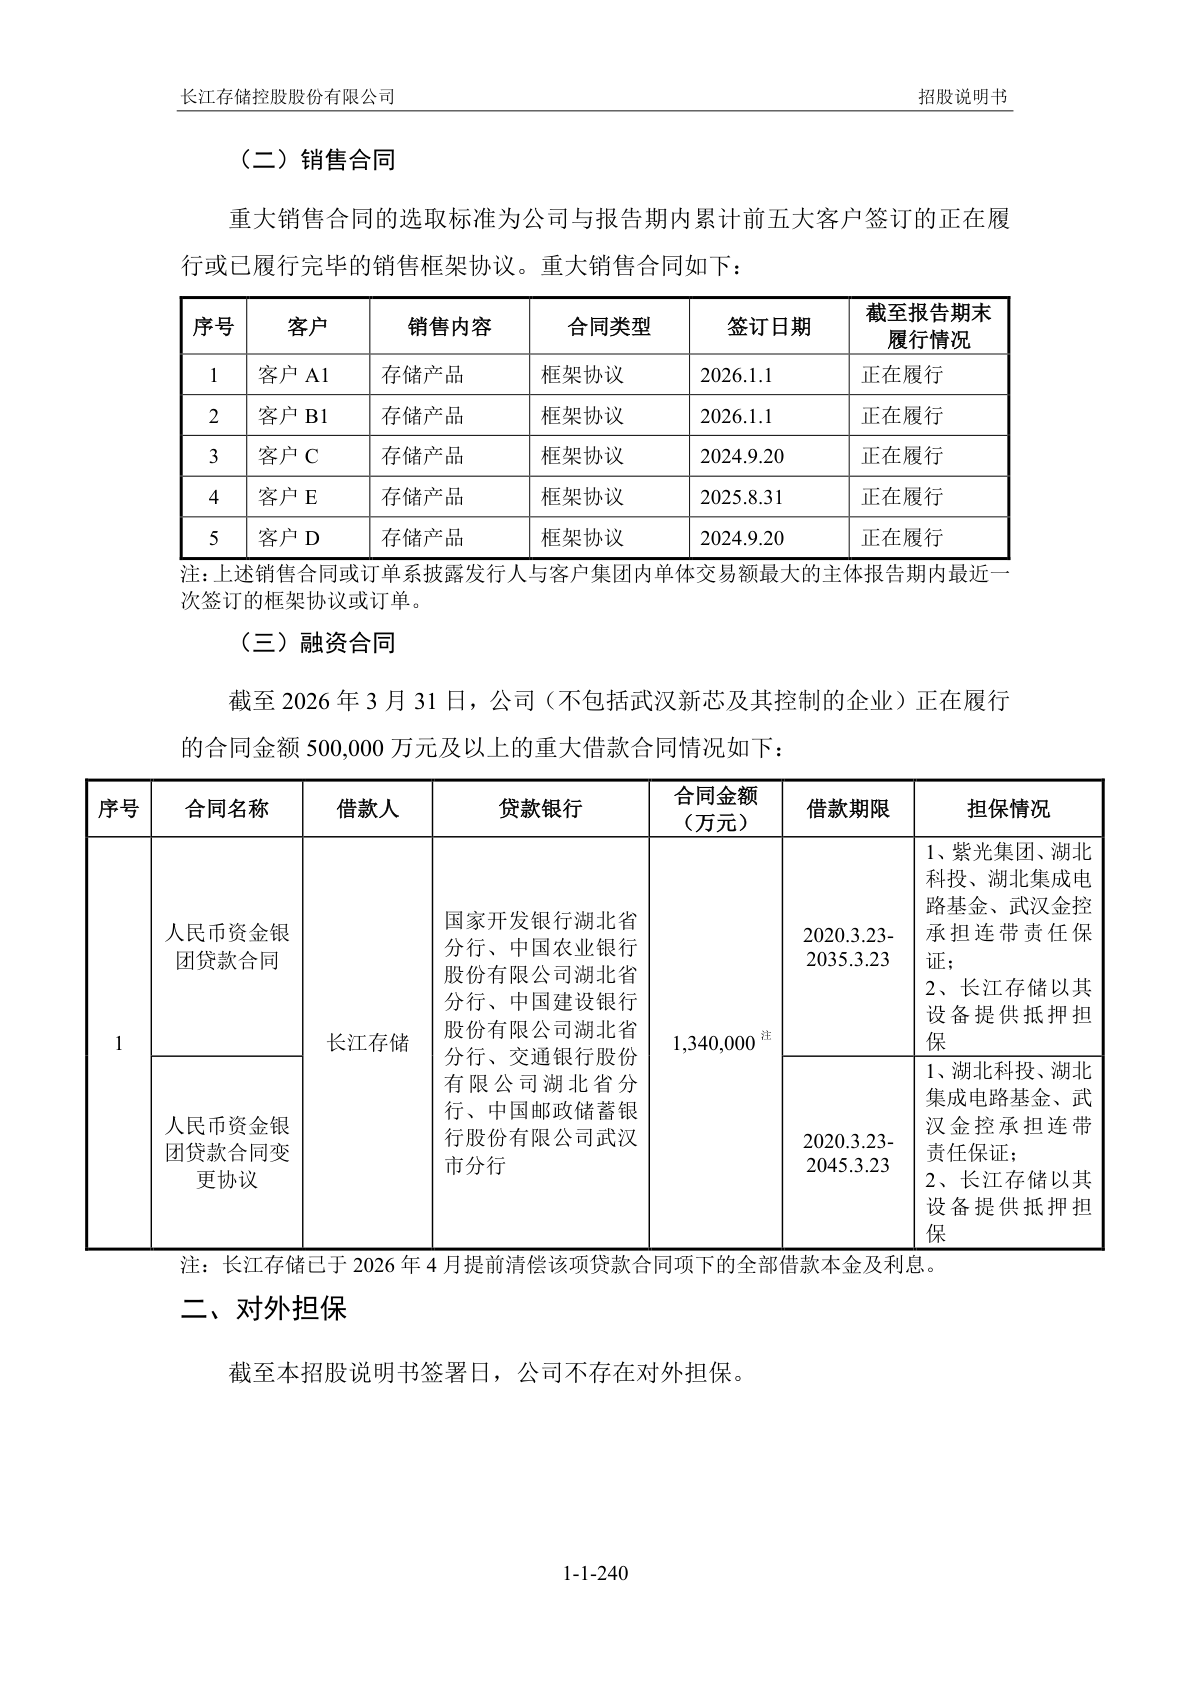 长江存储控股股份有限公司 招股说明书
（二）销售合同
重大销售合同的选取标准为公司与报告期内累计前五大客户签订的正在履
行或已履行完毕的销售框架协议。重大销售合同如下：
序号 客户 销售内容 合同类型 签订日期 截至报告期末
履行情况
1 客户 A1 存储产品 框架协议 2026.1.1 正在履行
2 客户 B1 存储产品 框架协议 2026.1.1 正在履行
3 客户 C 存储产品 框架协议 2024.9.20 正在履行
4 客户 E 存储产品 框架协议 2025.8.31 正在履行
5 客户 D 存储产品 框架协议 2024.9.20 正在履行
注：上述销售合同或订单系披露发行人与客户集团内单体交易额最大的主体报告期内最近一
次签订的框架协议或订单。
（三）融资合同
截至 2026 年 3 月 31 日，公司（不包括武汉新芯及其控制的企业）正在履行
的合同金额 500,000 万元及以上的重大借款合同情况如下：
序号 合同名称 借款人 贷款银行 合同金额
（万元） 借款期限 担保情况
1
人民币资金银
团贷款合同
人民币资金银
团贷款合同变
更协议
长江存储
国家开发银行湖北省
分行、中国农业银行
股份有限公司湖北省
分行、中国建设银行
股份有限公司湖北省
分行、交通银行股份
有限公司湖北省分
行、中国邮政储蓄银
行股份有限公司武汉
市分行
1,340,000 注
2020.3.23-
2035.3.23
1、紫光集团、湖北
科投、湖北集成电
路基金、武汉金控
承担连带责任保
证；
2、长江存储以其
设备提供抵押担
保
2020.3.23-
2045.3.23
1、湖北科投、湖北
集成电路基金、武
汉金控承担连带
责任保证；
2、长江存储以其
设备提供抵押担
保
注：长江存储已于 2026 年 4 月提前清偿该项贷款合同项下的全部借款本金及利息。
二、对外担保
截至本招股说明书签署日，公司不存在对外担保。
1-1-240